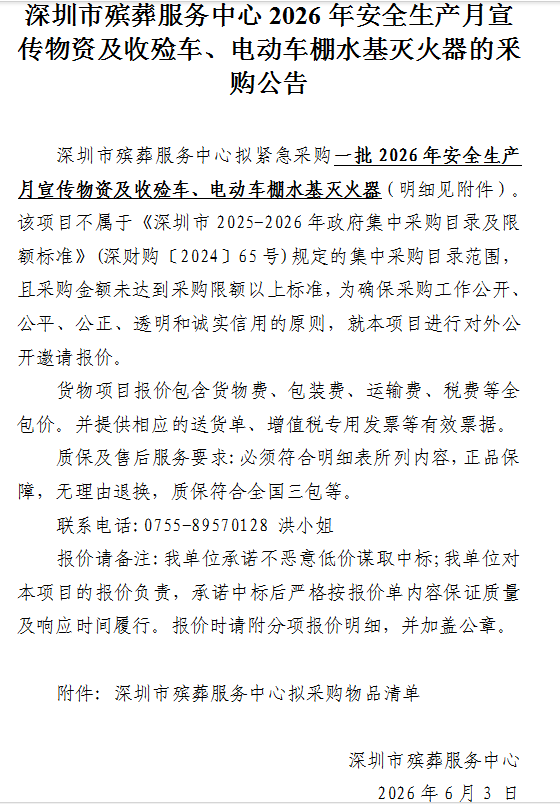 深圳市殡葬服务中心 2026 年安全生产月宣
传物资及收殓车、电动车棚水基灭火器的采
购公告
深圳市殡葬服务中心拟紧急采购一批 2026 年安全生产
月宣传物资及收殓车、电动车棚水基灭火器（明细见附件）。
该项目不属于《深圳市 2025-2026 年政府集中采购目录及限
额标准》(深财购〔2024〕65 号)规定的集中采购目录范围，
且采购金额未达到采购限额以上标准，为确保采购工作公开、
公平、公正、透明和诚实信用的原则，就本项目进行对外公
开邀请报价。
货物项目报价包含货物费、包装费、运输费、税费等全
包价。并提供相应的送货单、增值税专用发票等有效票据。
质保及售后服务要求:必须符合明细表所列内容,正品保
障，无理由退换，质保符合全国三包等。
联系电话:0755-89570128 洪小姐
报价请备注:我单位承诺不恶意低价谋取中标;我单位对
本项目的报价负责，承诺中标后严格按报价单内容保证质量
及响应时间履行。报价时请附分项报价明细，并加盖公章。
附件：深圳市殡葬服务中心拟采购物品清单
深圳市殡葬服务中心
2026 年 6 月 3 日